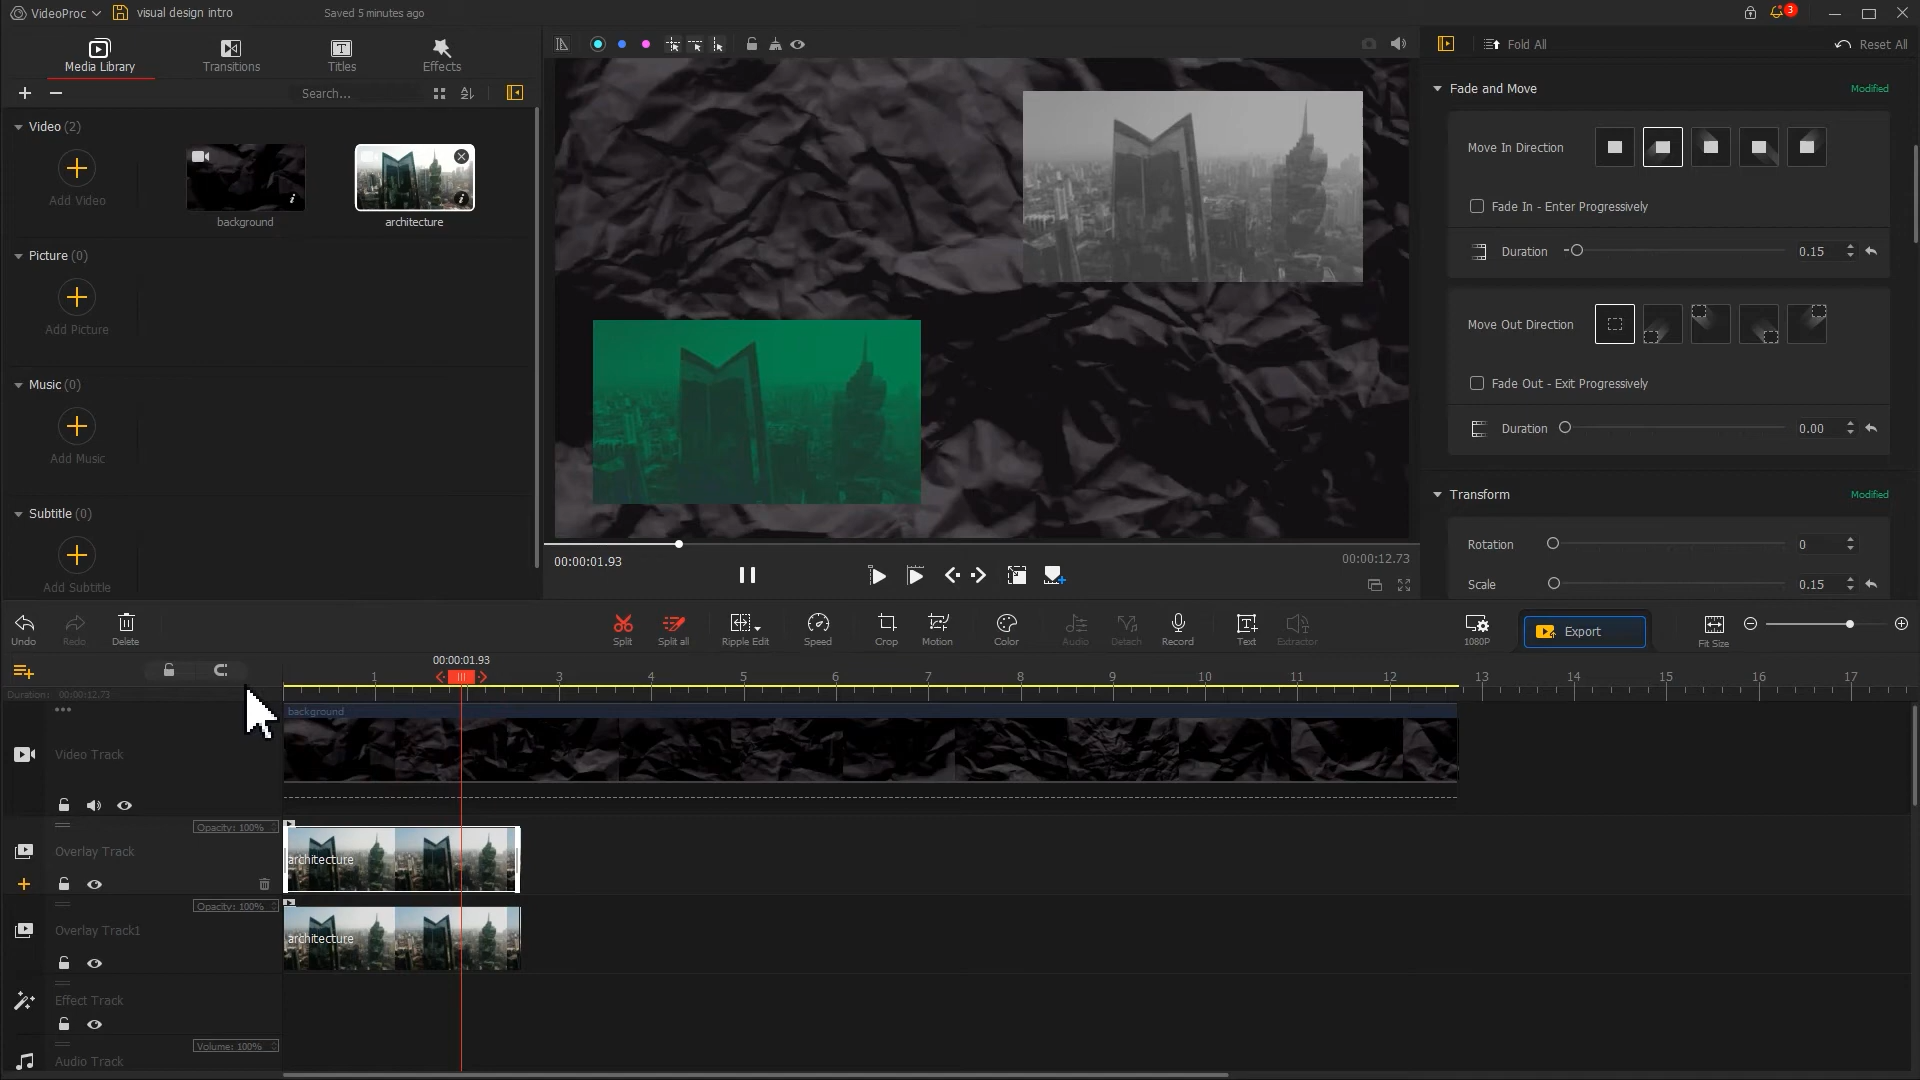 VideoProc
visual design intro
Saved 5 minutes ago
3
Media Library
Transitions
Titles
Effects
Fold All
Reset All
Search...
Video (2)
Add Video
background
architecture
Picture (0)
Add Picture
Music (0)
Add Music
Subtitle (0)
Add Subtitle
00:00:01.93
00:00:12.73
Fade and Move
Modified
Move In Direction
Fade In - Enter Progressively
Duration
0.15
Move Out Direction
Fade Out - Exit Progressively
Duration
0.00
Transform
Modified
Rotation
0
Scale
0.15
Undo
Redo
Delete
Split
Split all
Ripple Edit
Speed
Crop
Motion
Color
Audio
Detach
Record
Text
Extractor
1080P
Export
Fit Size
00:00:01.93
1 3 4 5 6 7 8 9 10 11 12 13 14 15 16 17
Duration: 00:00:12.73
background
Video Track
Opacity: 100%
Overlay Track
architecture
Opacity: 100%
Overlay Track1
architecture
Effect Track
Volume: 100%
Audio Track